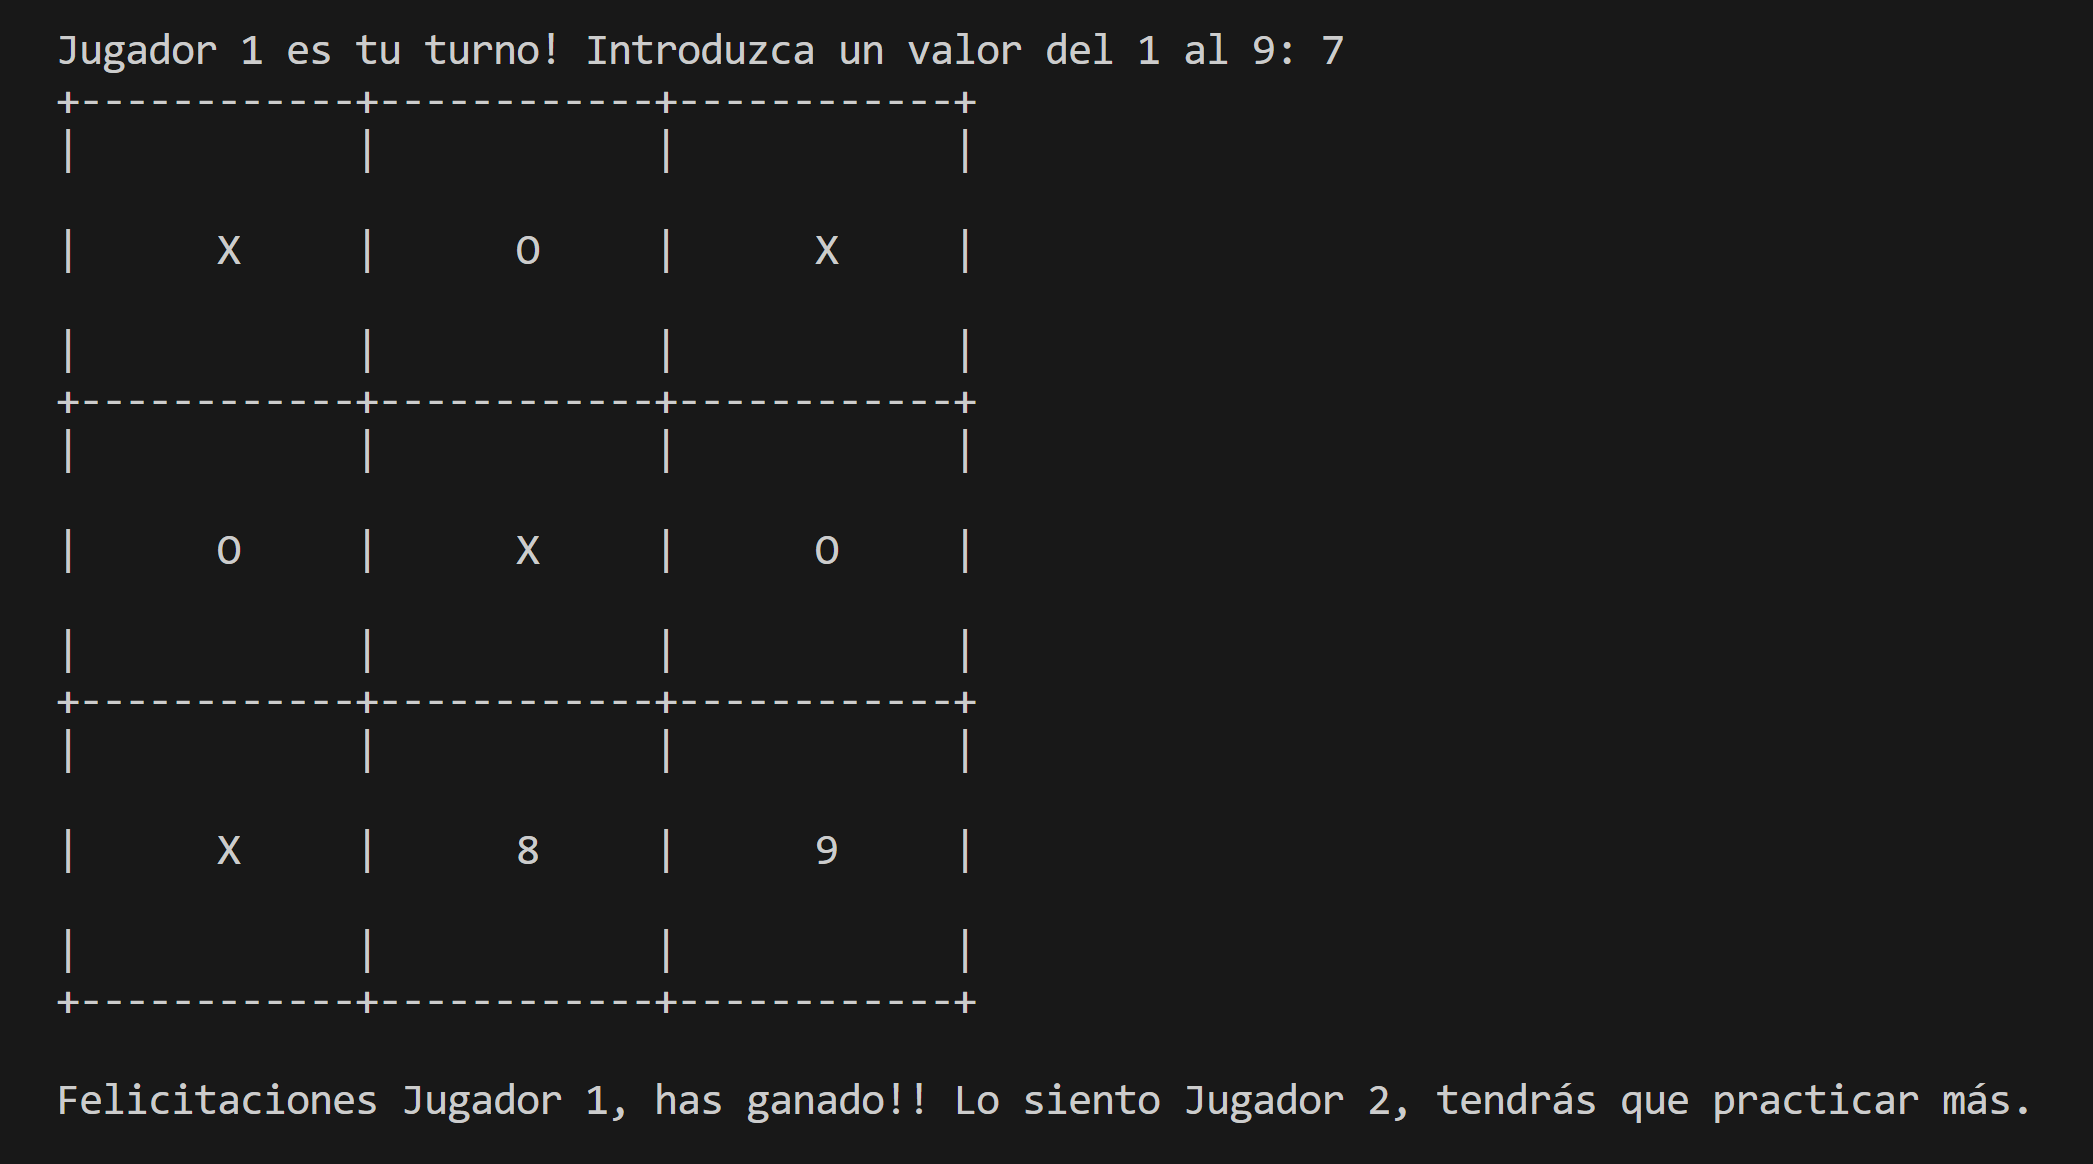 Jugador 1 es tu turno! Introduzca un valor del 1 al 9: 7
+------------+------------+------------+
|            |            |            |
|      X     |      O     |      X     |
|            |            |            |
+------------+------------+------------+
|            |            |            |
|      O     |      X     |      O     |
|            |            |            |
+------------+------------+------------+
|            |            |            |
|      X     |      8     |      9     |
|            |            |            |
+------------+------------+------------+
Felicitaciones Jugador 1, has ganado!! Lo siento Jugador 2, tendrás que practicar más.